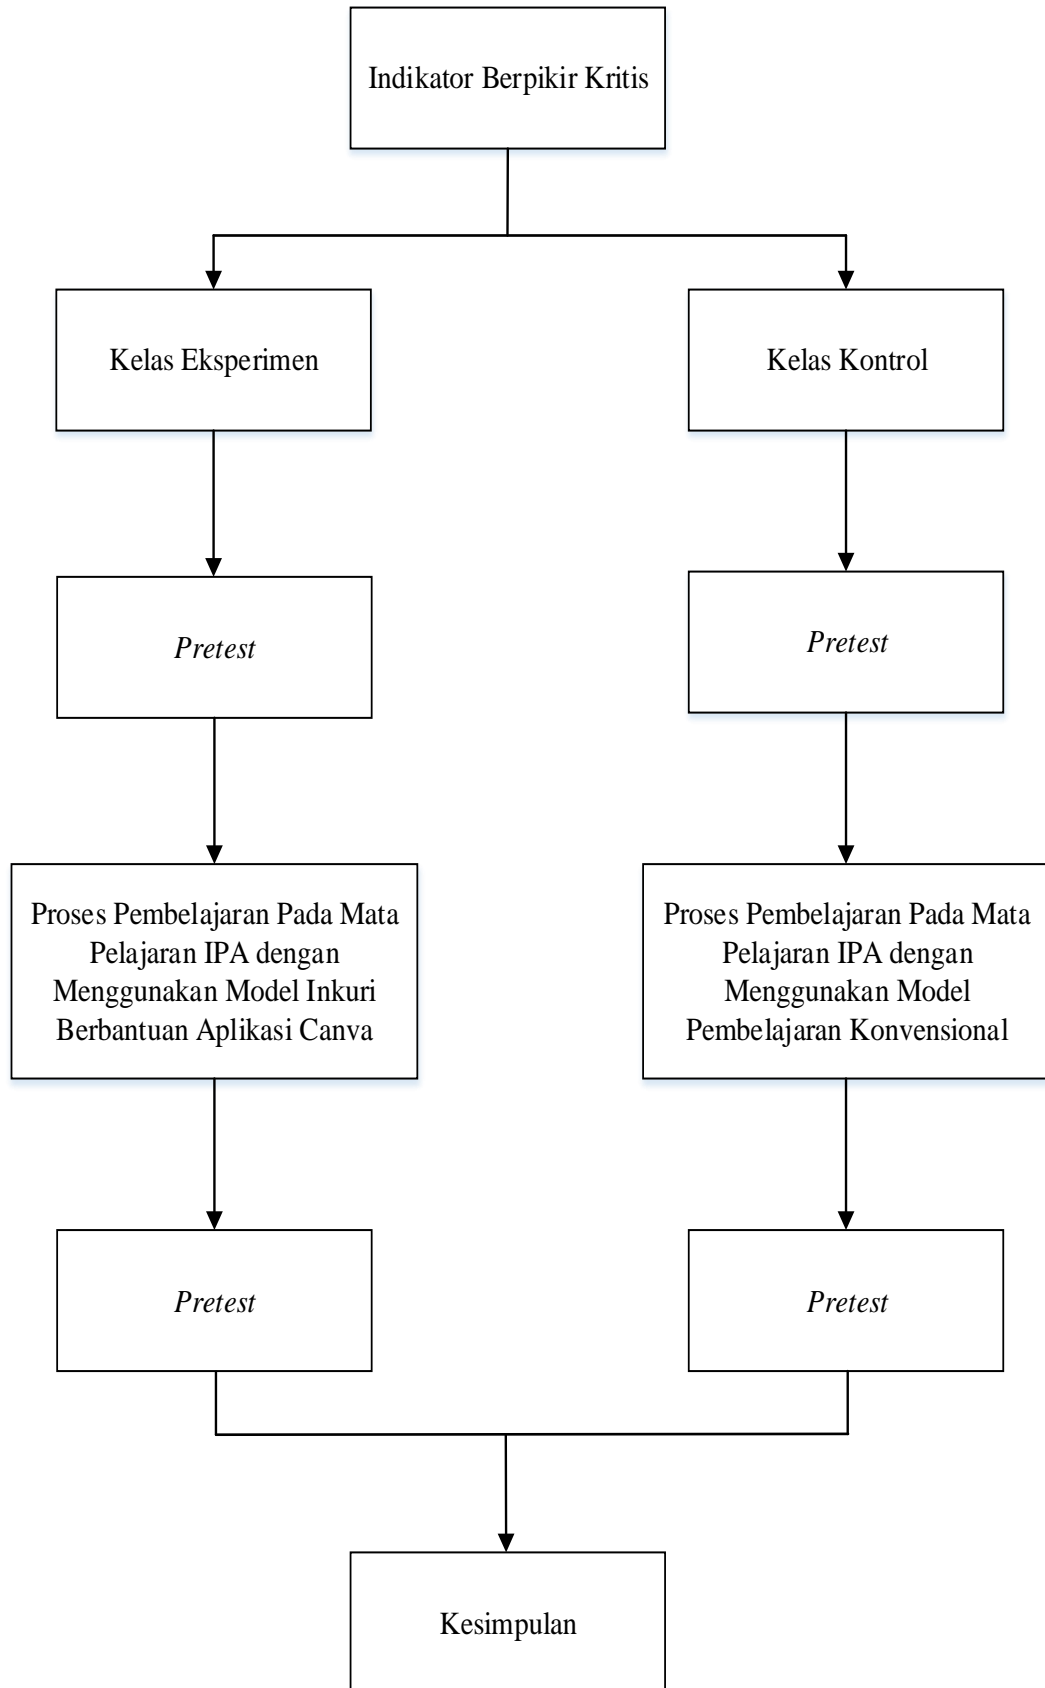 Indikator Berpikir Kritis
Kelas Eksperimen
Kelas Kontrol
Pretest
Pretest
Proses Pembelajaran Pada Mata
Pelajaran IPA dengan
Menggunakan Model Inkuri
Berbantuan Aplikasi Canva
Proses Pembelajaran Pada Mata
Pelajaran IPA dengan
Menggunakan Model
Pembelajaran Konvensional
Pretest
Pretest
Kesimpulan